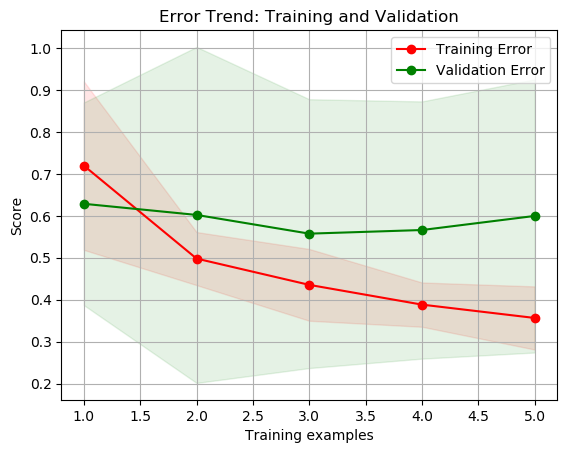 Error Trend: Training and Validation
Training Error
Validation Error
Score
1.0
0.9
0.8
0.7
0.6
0.5
0.4
0.3
0.2
1.0 1.5 2.0 2.5 3.0 3.5 4.0 4.5 5.0
Training examples